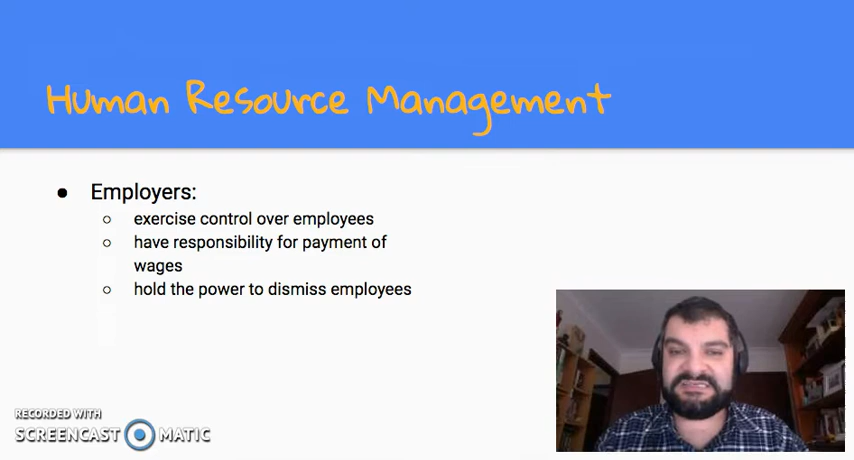 Human Resource Management
● Employers:
○ exercise control over employees
○ have responsibility for payment of
wages
○ hold the power to dismiss employees
RECORDED WITH
SCREENCAST MATIC